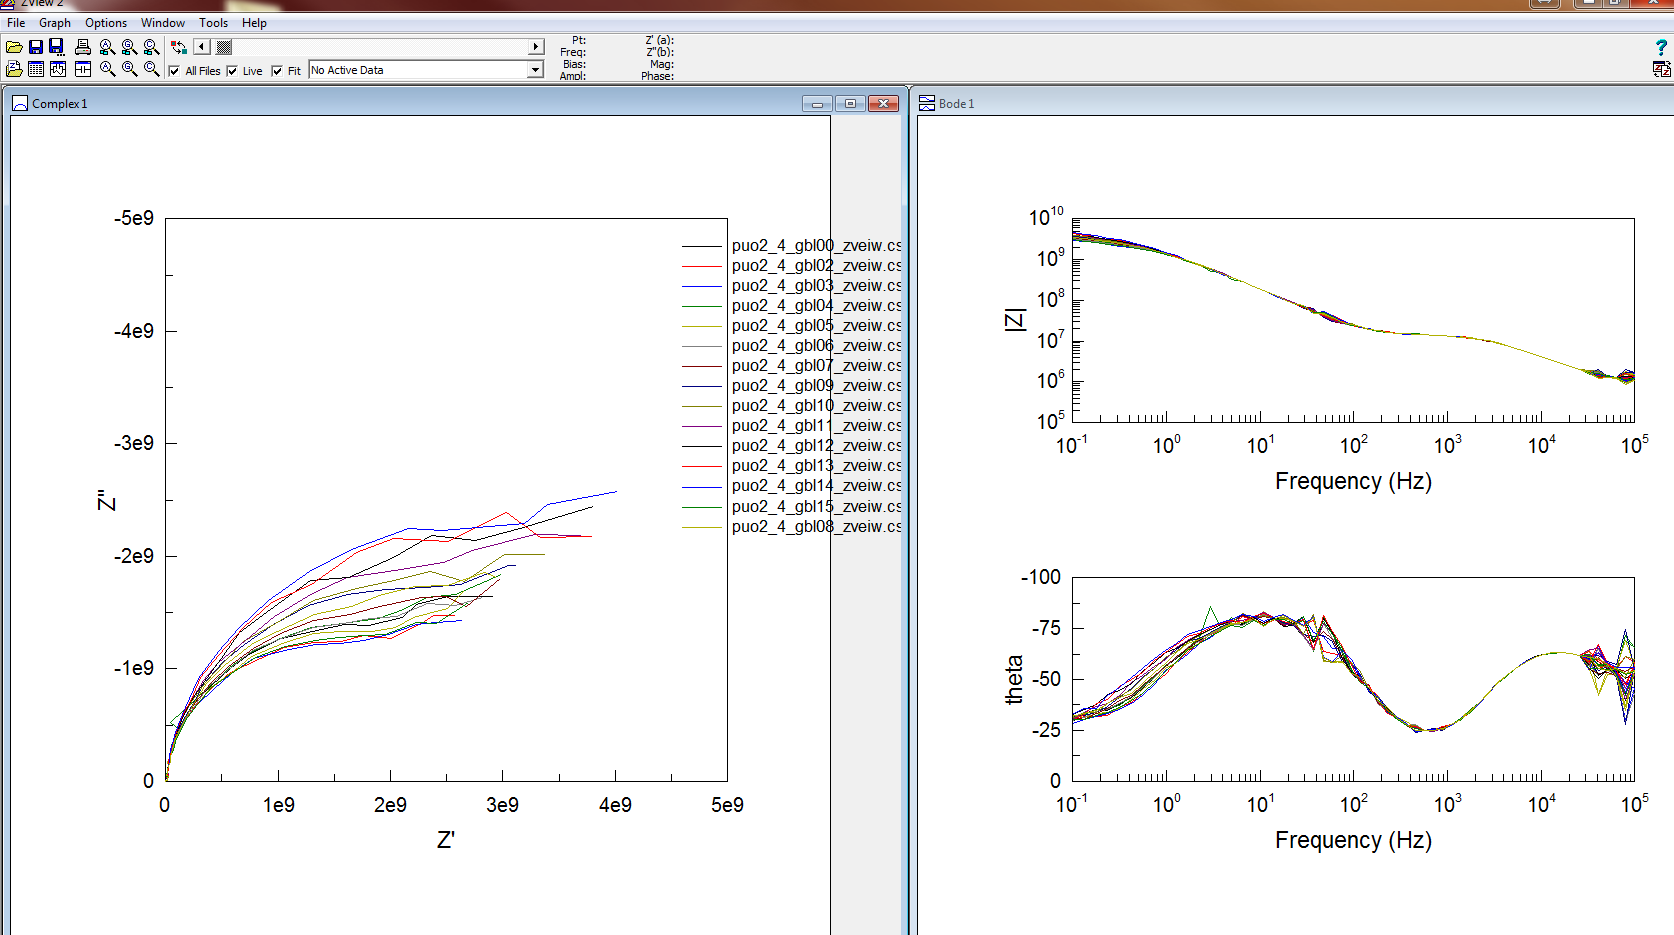 ZView 2
File Graph Options Window Tools Help
Pt: Z' (a):
Freq: Z"(b):
Bias: Mag:
Ampl: Phase:
All Files Live Fit No Active Data
Complex1
-5e9
-4e9
-3e9
-2e9
-1e9
0
Z''
0 1e9 2e9 3e9 4e9 5e9
Z'
puo2_4_gbl00_zveiw.cs
puo2_4_gbl02_zveiw.cs
puo2_4_gbl03_zveiw.cs
puo2_4_gbl04_zveiw.cs
puo2_4_gbl05_zveiw.cs
puo2_4_gbl06_zveiw.cs
puo2_4_gbl07_zveiw.cs
puo2_4_gbl09_zveiw.cs
puo2_4_gbl10_zveiw.cs
puo2_4_gbl11_zveiw.cs
puo2_4_gbl12_zveiw.cs
puo2_4_gbl13_zveiw.cs
puo2_4_gbl14_zveiw.cs
puo2_4_gbl15_zveiw.cs
puo2_4_gbl08_zveiw.cs
Bode1
10^10
10^9
10^8
10^7
10^6
10^5
|Z|
10^-1 10^0 10^1 10^2 10^3 10^4 10^5
Frequency (Hz)
-100
-75
-50
-25
0
theta
10^-1 10^0 10^1 10^2 10^3 10^4 10^5
Frequency (Hz)